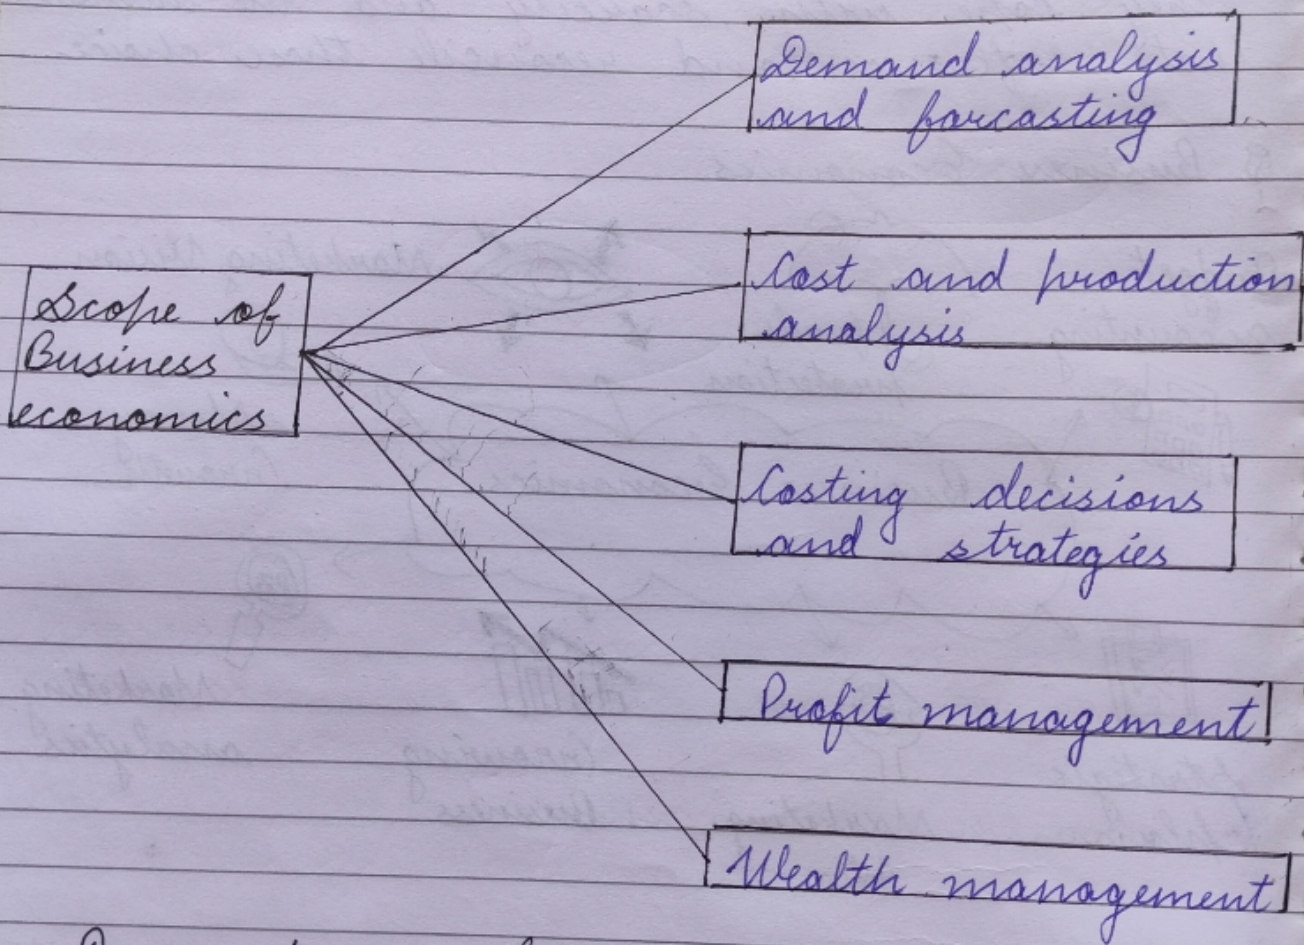 Demand analysis
and farcasting
Cost and production
analysis
Scope of
Business
economics
Costing decisions
and strategies
Profit management
Wealth management